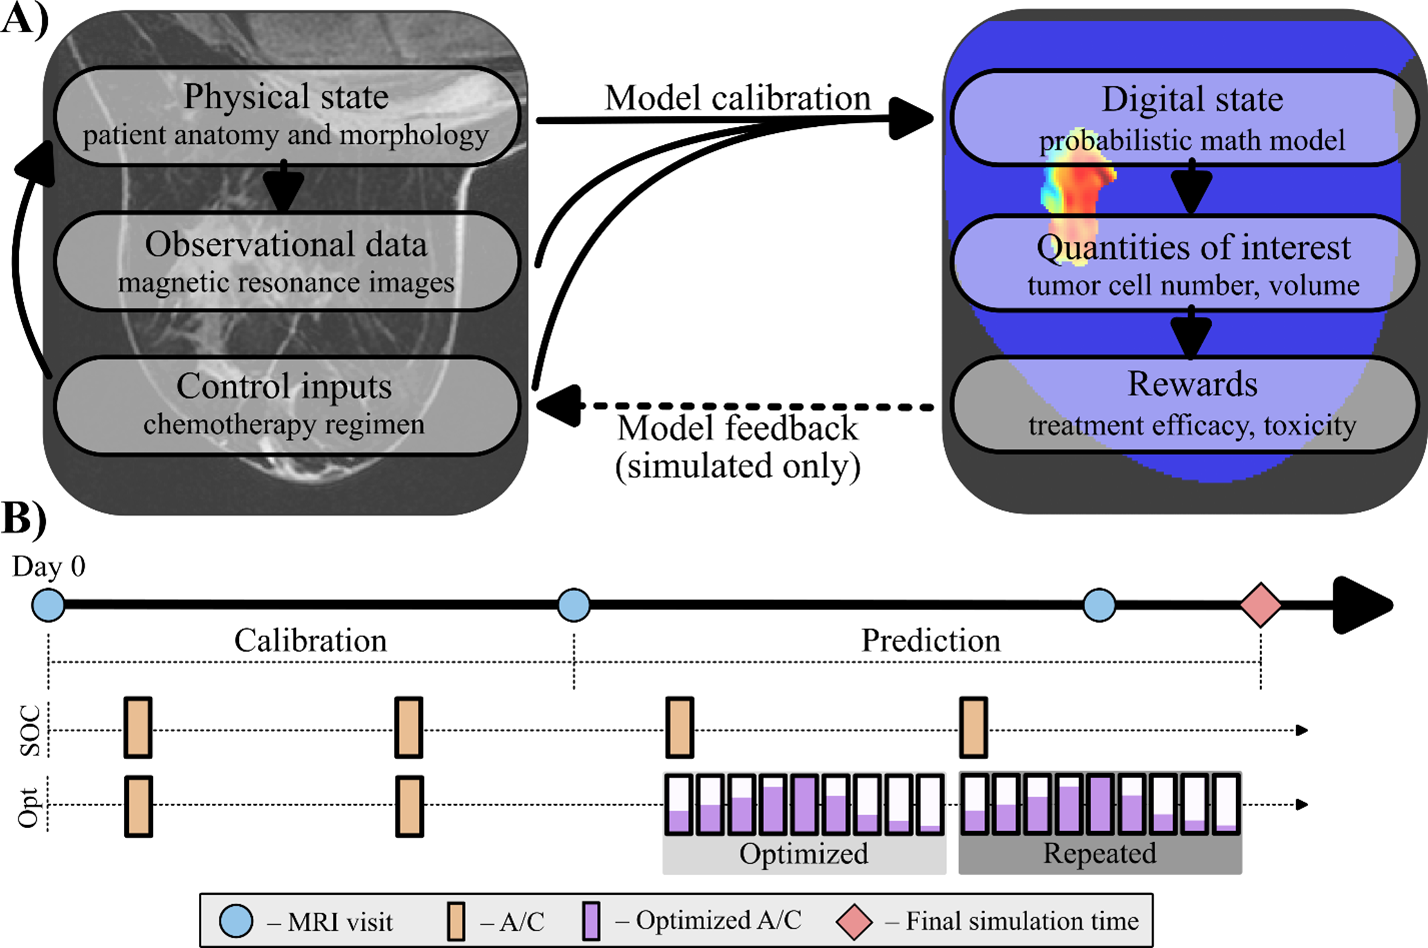 A)
Physical state
patient anatomy and morphology
Observational data
magnetic resonance images
Control inputs
chemotherapy regimen
Model calibration
Model feedback
(simulated only)
Digital state
probabilistic math model
Quantities of interest
tumor cell number, volume
Rewards
treatment efficacy, toxicity
B)
Day 0
Calibration
Prediction
SOC
Opt
Optimized
Repeated
– MRI visit
– A/C
– Optimized A/C
– Final simulation time